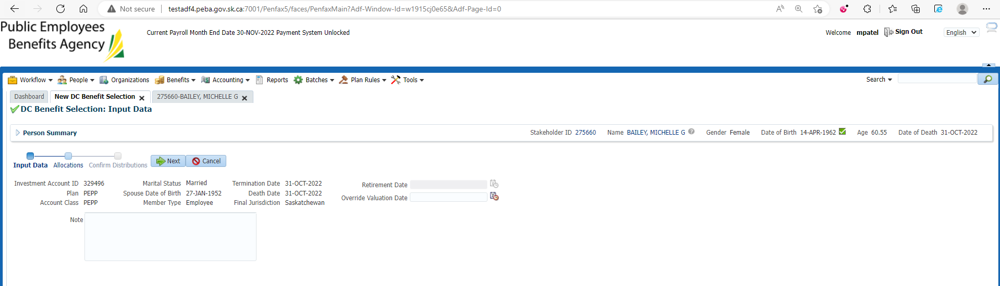 Not secure | testadf4.peba.gov.sk.ca:7001/Penfax5/faces/PenfaxMain?Adf-Window-Id=w1915cj0e65&Adf-Page-Id=0
Public Employees
Benefits Agency
Current Payroll Month End Date 30-NOV-2022 Payment System Unlocked
Welcome mpatel Sign Out English
Workflow People Organizations Benefits Accounting Reports Batches Plan Rules Tools Search
Dashboard New DC Benefit Selection 275660-BAILEY, MICHELLE G
DC Benefit Selection: Input Data
Person Summary Stakeholder ID 275660 Name BAILEY, MICHELLE G Gender Female Date of Birth 14-APR-1962 Age 60.55 Date of Death 31-OCT-2022
Input Data Allocations Confirm Distributions Next Cancel
Investment Account ID 329496 Marital Status Married Termination Date 31-OCT-2022 Retirement Date
Plan PEPP Spouse Date of Birth 27-JAN-1952 Death Date 31-OCT-2022 Override Valuation Date
Account Class PEPP Member Type Employee Final Jurisdiction Saskatchewan
Note